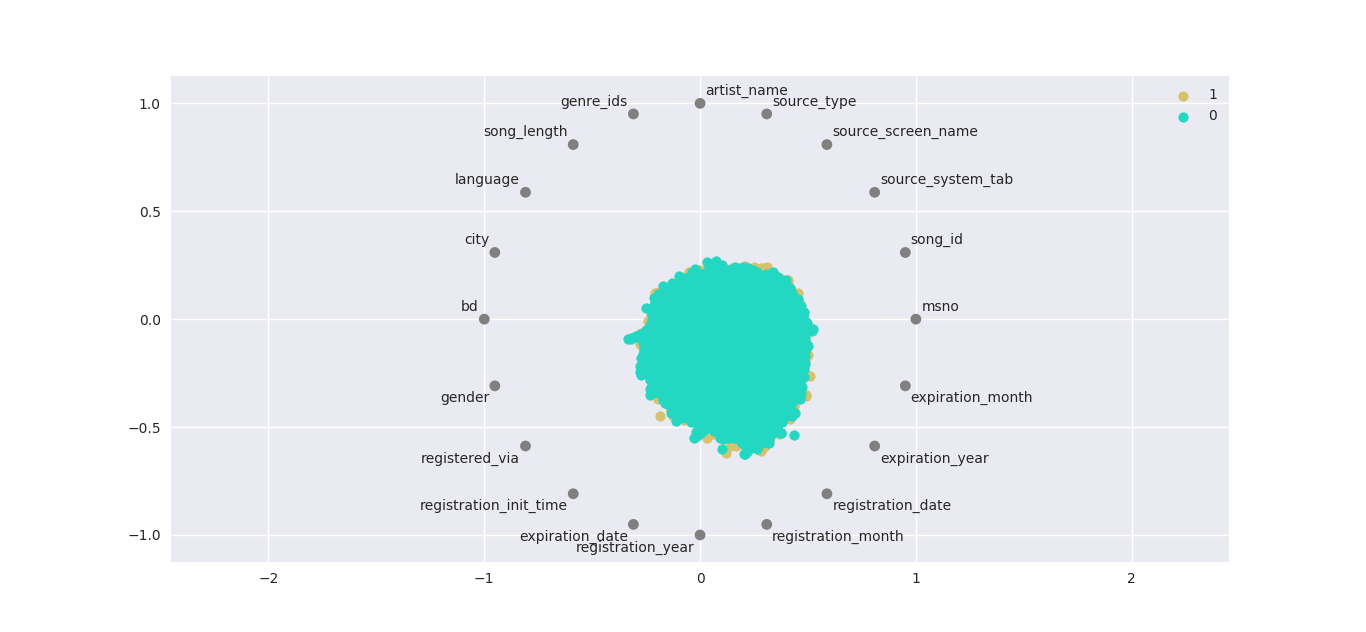 artist_name
genre_ids
source_type
song_length
source_screen_name
language
source_system_tab
city
song_id
bd
msno
gender
expiration_month
registered_via
expiration_year
registration_init_time
registration_date
expiration_date
registration_month
registration_year
1
0
1.0
0.5
0.0
−0.5
−1.0
−2
−1
0
1
2